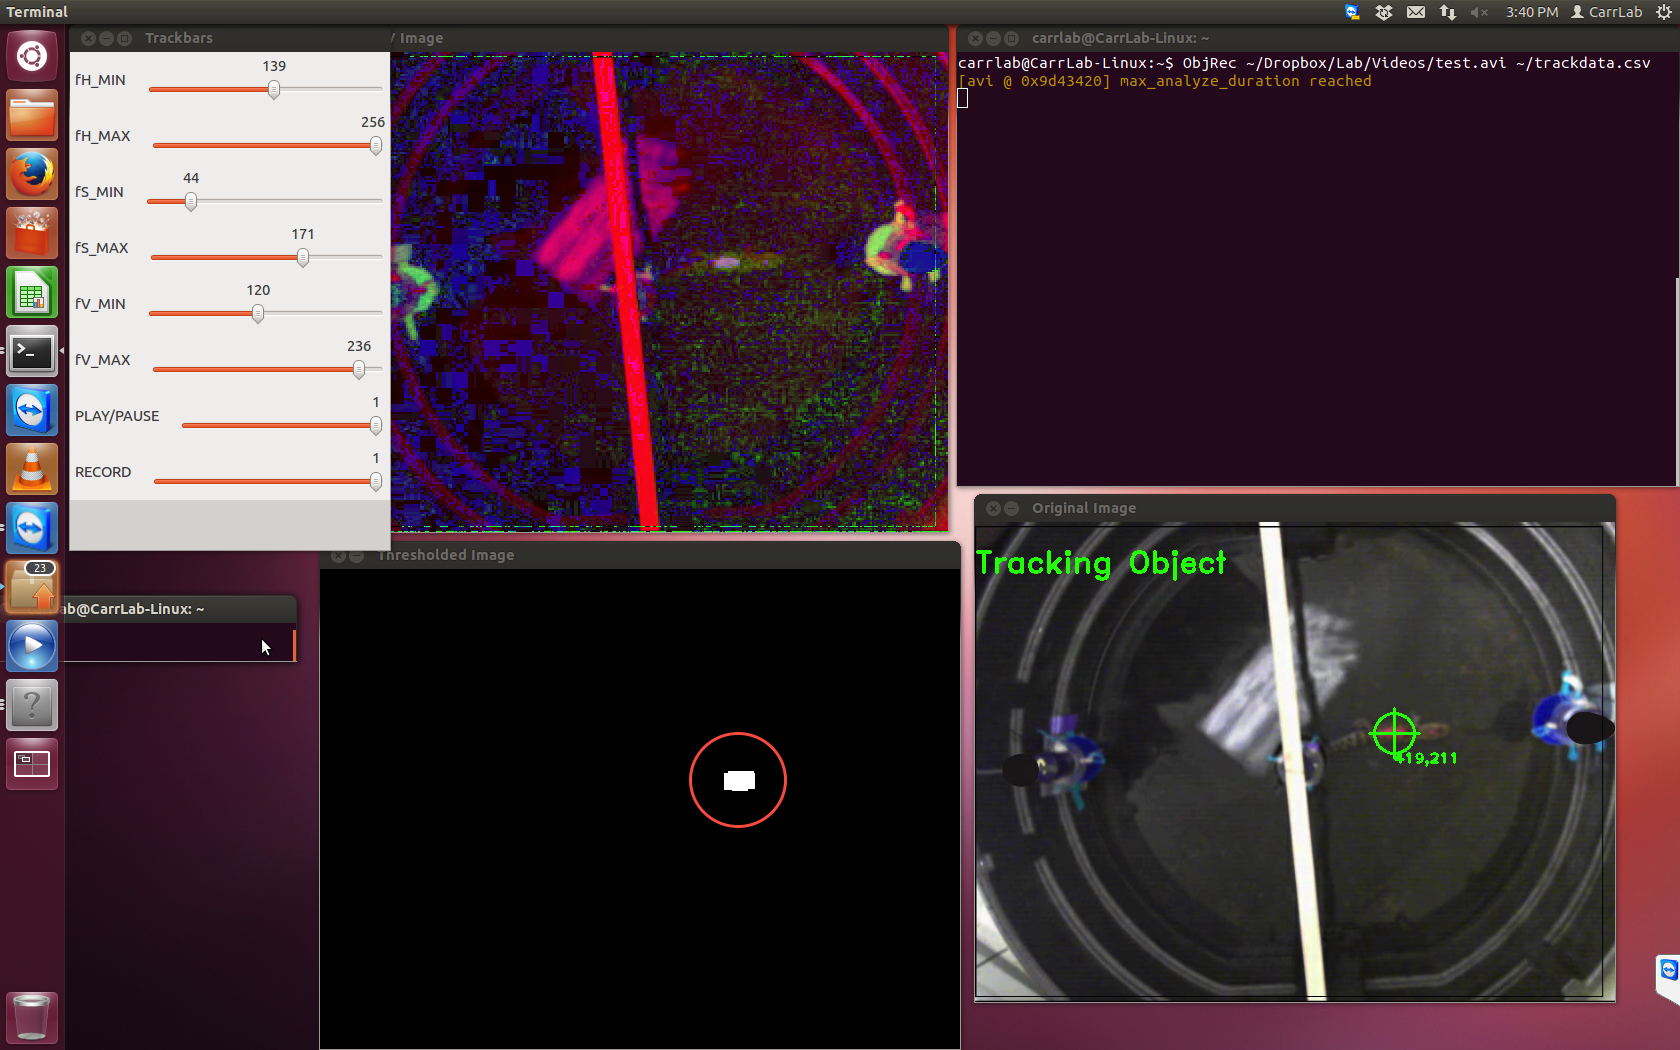 Terminal
3:40 PM
CarrLab
Trackbars
/ Image
carrlab@CarrLab-Linux: ~
fH_MIN
139
fH_MAX
256
fS_MIN
44
fS_MAX
171
fV_MIN
120
fV_MAX
236
PLAY/PAUSE
1
RECORD
1
carrlab@CarrLab-Linux:~$ ObjRec ~/Dropbox/Lab/Videos/test.avi ~/trackdata.csv
[avi @ 0x9d43420] max_analyze_duration reached
Original Image
Tracking Object
419,211
Thresholded Image
23
ab@CarrLab-Linux: ~